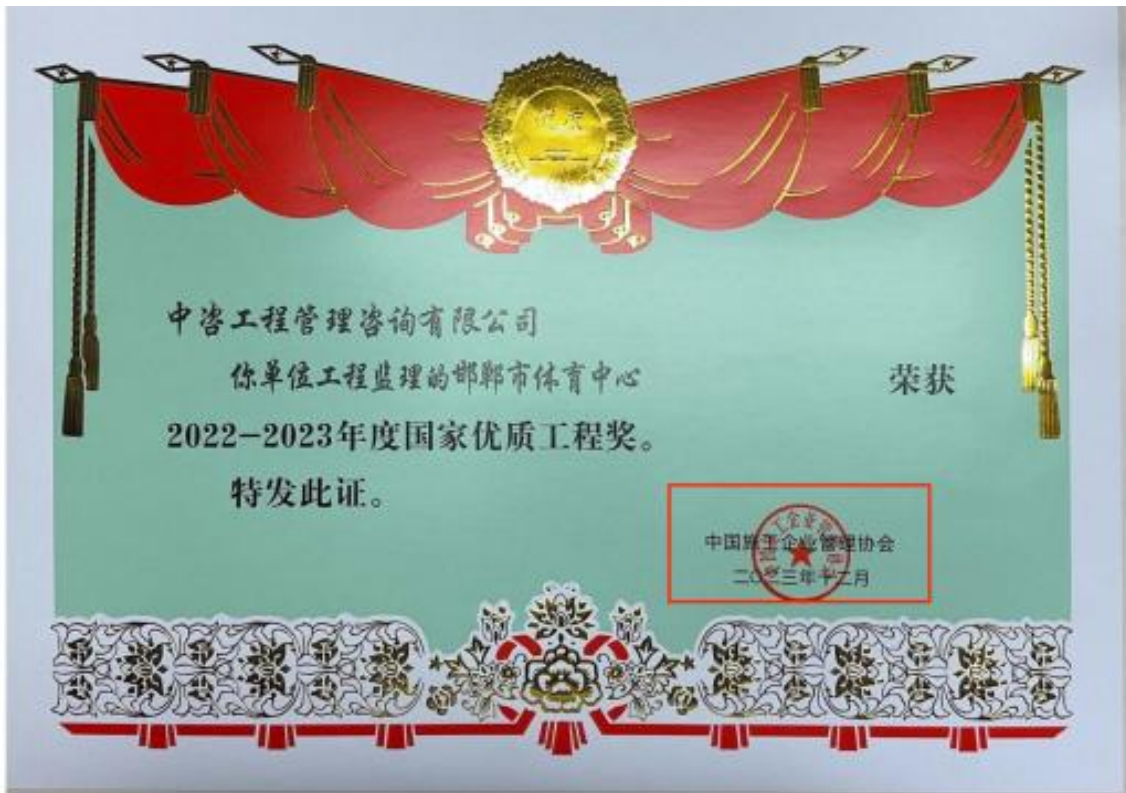 中咨工程管理咨询有限公司
你单位工程监理的邯郸市体育中心 荣获
2022-2023年度国家优质工程奖。
特发此证。
中国施工企业管理协会
二〇二三年十二月